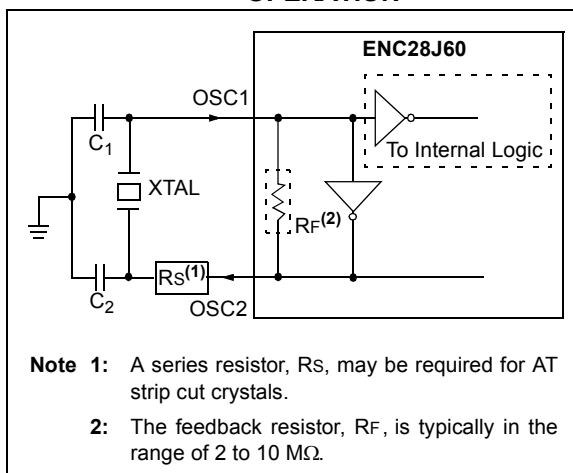 ENC28J60
OSC1
C1
To Internal Logic
XTAL
RF(2)
C2
RS(1)
OSC2
Note 1: A series resistor, RS, may be required for AT
strip cut crystals.
2: The feedback resistor, RF, is typically in the
range of 2 to 10 MΩ.